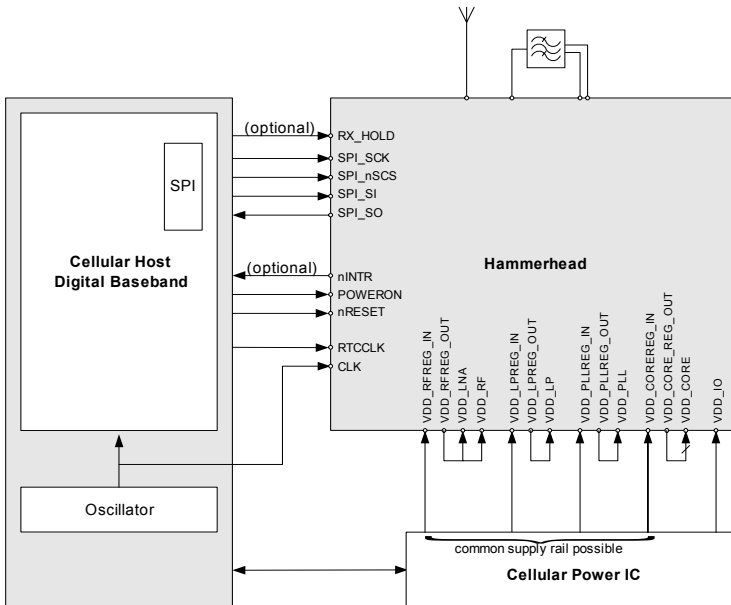 (optional)
RX_HOLD
SPI_SCK
SPI_nSCS
SPI_SI
SPI_SO
SPI
Cellular Host
Digital Baseband
Hammerhead
(optional)
nINTR
POWERON
nRESET
RTCCLK
CLK
VDD_RFREG_IN
VDD_RFREG_OUT
VDD_LNA
VDD_RF
VDD_LPREG_IN
VDD_LPREG_OUT
VDD_LP
VDD_PLLREG_IN
VDD_PLLREG_OUT
VDD_PLL
VDD_COREREG_IN
VDD_CORE_REG_OUT
VDD_CORE
VDD_IO
Oscillator
common supply rail possible
Cellular Power IC